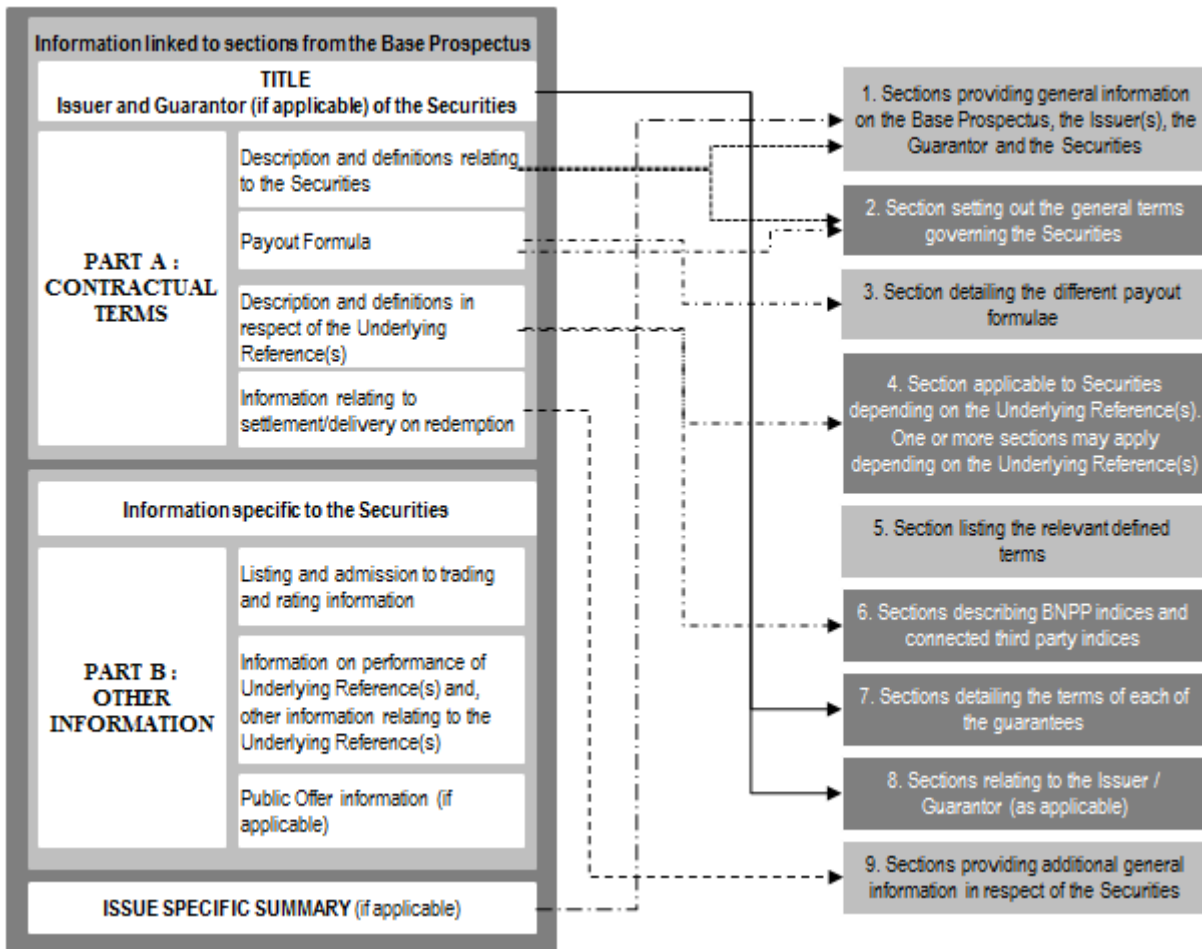 Information linked to sections from the Base Prospectus
TITLE
Issuer and Guarantor (if applicable) of the Securities
PART A :
CONTRACTUAL
TERMS
Description and definitions relating
to the Securities
Payout Formula
Description and definitions in
respect of the Underlying
Reference(s)
Information relating to
settlement/delivery on redemption
Information specific to the Securities
PART B :
OTHER
INFORMATION
Listing and admission to trading
and rating information
Information on performance of
Underlying Reference(s) and,
other information relating to the
Underlying Reference(s)
Public Offer information (if
applicable)
ISSUE SPECIFIC SUMMARY (if applicable)
1. Sections providing general information
on the Base Prospectus, the Issuer(s), the
Guarantor and the Securities
2. Section setting out the general terms
governing the Securities
3. Section detailing the different payout
formulae
4. Section applicable to Securities
depending on the Underlying Reference(s).
One or more sections may apply
depending on the Underlying Reference(s)
5. Section listing the relevant defined
terms
6. Sections describing BNPP indices and
connected third party indices
7. Sections detailing the terms of each of
the guarantees
8. Sections relating to the Issuer /
Guarantor (as applicable)
9. Sections providing additional general
information in respect of the Securities